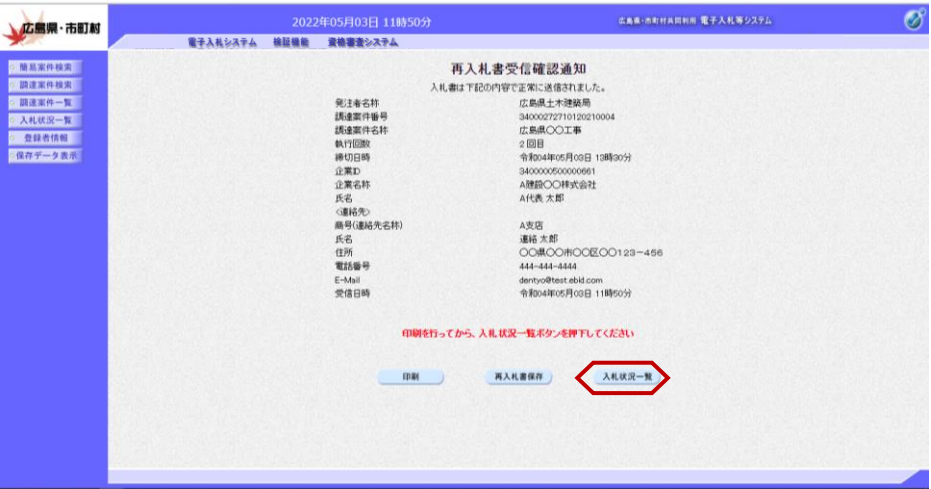 広島県・市町村
2022年05月03日 11時50分
広島県・市町村共同利用 電子入札等システム
電子入札システム 検証機能 資格審査システム
簡易案件検索
調達案件検索
調達案件一覧
入札状況一覧
登録者情報
保存データ表示
再入札書受信確認通知
入札書は下記の内容で正常に送信されました。
発注者名称 広島県土木建築局
調達案件番号 34000272710120210004
調達案件名称 広島県〇〇工事
執行回数 2回目
締切日時 令和04年05月03日 13時30分
企業ID 3400000500000661
企業名称 A建設〇〇株式会社
氏名 A代表 太郎
<連絡先>
商号(連絡先名称) A支店
氏名 連絡 太郎
住所 〇〇県〇〇市〇〇区〇〇123-456
電話番号 444-444-4444
E-Mail dentyo@test.ebid.com
受信日時 令和04年05月03日 11時50分
印刷を行ってから、入札状況一覧ボタンを押下してください
印刷 再入札書保存 入札状況一覧